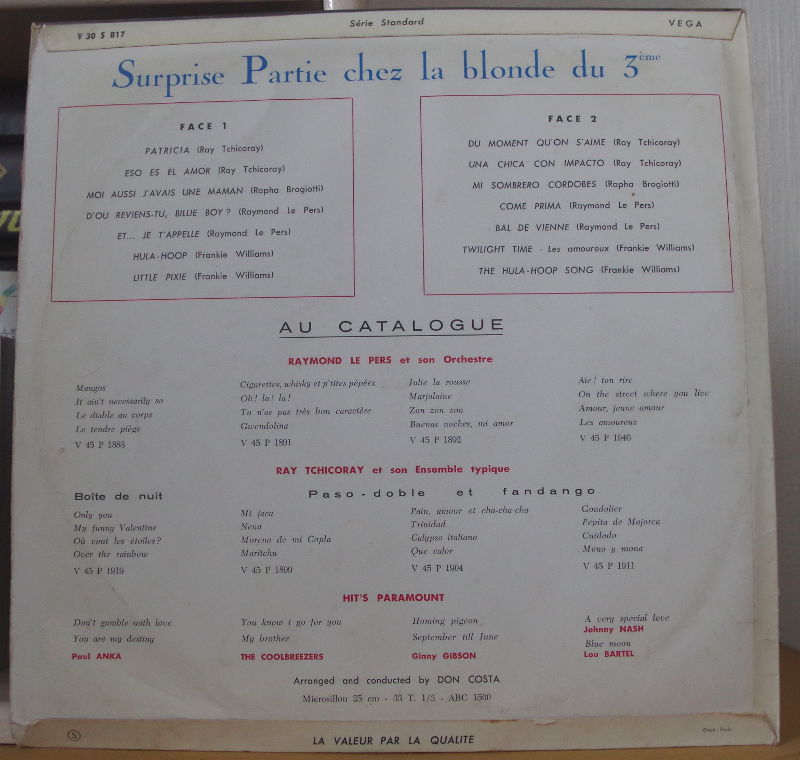 V 30 S 817
Série Standard
VEGA
Surprise Partie chez la blonde du 3ème
FACE 1
PATRICIA (Ray Tchicoray)
ESO ES EL AMOR (Ray Tchicoray)
MOI AUSSI J'AVAIS UNE MAMAN (Rapha Brogiotti)
D'OU REVIENS-TU, BILLIE BOY ? (Raymond Le Pers)
ET... JE T'APPELLE (Raymond Le Pers)
HULA-HOOP (Frankie Williams)
LITTLE PIXIE (Frankie Williams)
FACE 2
DU MOMENT QU'ON S'AIME (Ray Tchicoray)
UNA CHICA CON IMPACTO (Ray Tchicoray)
MI SOMBRERO CORDOBES (Rapha Brogiotti)
COME PRIMA (Raymond Le Pers)
BAL DE VIENNE (Raymond Le Pers)
TWILIGHT TIME - Les amoureux (Frankie Williams)
THE HULA-HOOP SONG (Frankie Williams)
AU CATALOGUE
RAYMOND LE PERS et son Orchestre
Mangos
It ain't necessarily so
Le diable au corps
Le tendre piège
V 45 P 1888
Cigarettes, whisky et p'tites pépées
Oh ! la ! la !
Tu n'as pas très bon caractère
Gwendolina
V 45 P 1891
Julie la rousse
Marjolaine
Zon zon zon
Buenas noches, mi amor
V 45 P 1892
Aïe ! ton rire
On the street where you live
Amour, jeune amour
Les amoureux
V 45 P 1946
RAY TCHICORAY et son Ensemble typique
Boîte de nuit
Paso-doble et fandango
Only you
My funny Valentine
Où vont les étoiles ?
Over the rainbow
V 45 P 1919
Mi jaca
Nena
Morena de mi Copla
Maritchu
V 45 P 1899
Pain, amour et cha-cha-cha
Trinidad
Calypso italiano
Que calor
V 45 P 1904
Gondolier
Pepita de Majorca
Cuidado
Mono y mona
V 45 P 1911
HIT'S PARAMOUNT
Don't gamble with love
You are my destiny
Paul ANKA
You know i go for you
My brother
THE COOLBREEZERS
Homing pigeon
September till June
Ginny GIBSON
A very special love
Johnny NASH
Blue moon
Lou BARTEL
Arranged and conducted by DON COSTA
Microsillon 25 cm - 33 T. 1/3 - ABC 1500
S
LA VALEUR PAR LA QUALITE